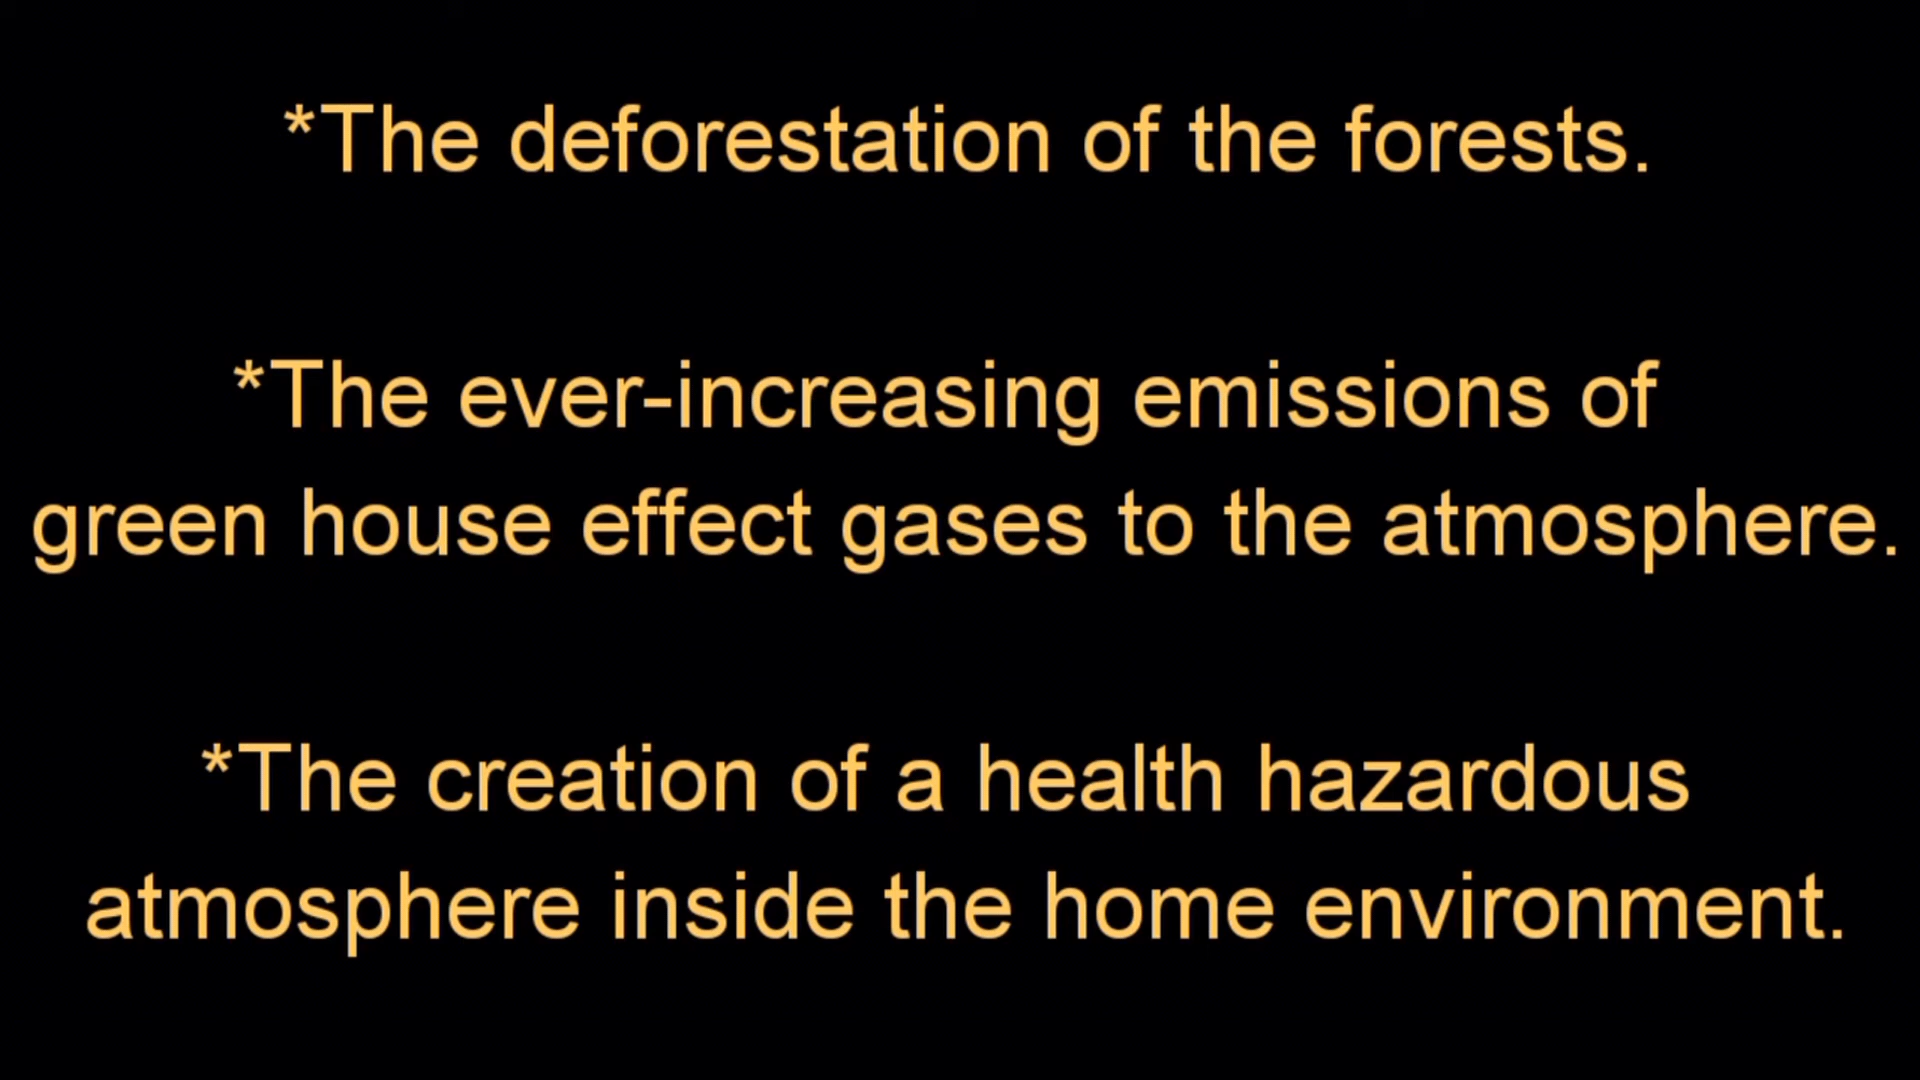 *The deforestation of the forests.
*The ever-increasing emissions of
green house effect gases to the atmosphere.
*The creation of a health hazardous
atmosphere inside the home environment.